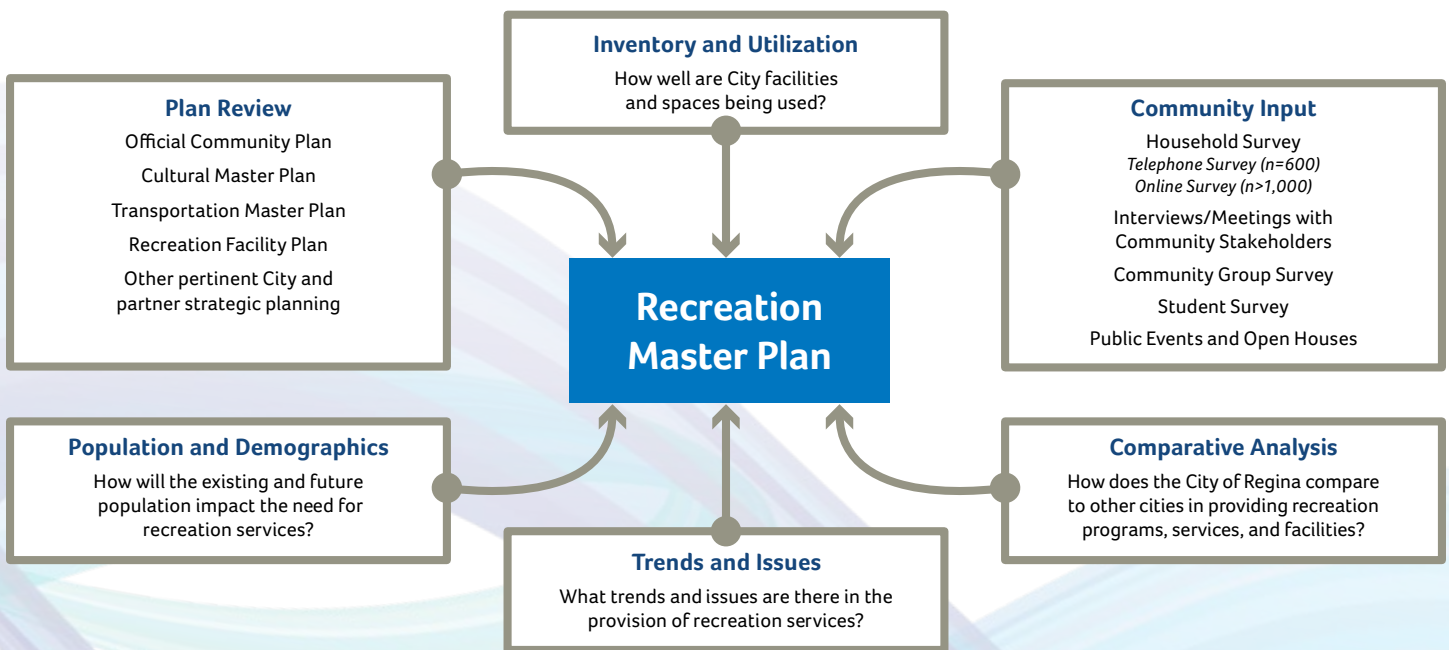 Plan Review
Official Community Plan
Cultural Master Plan
Transportation Master Plan
Recreation Facility Plan
Other pertinent City and
partner strategic planning
Inventory and Utilization
How well are City facilities
and spaces being used?
Community Input
Household Survey
Telephone Survey (n=600)
Online Survey (n>1,000)
Interviews/Meetings with
Community Stakeholders
Community Group Survey
Student Survey
Public Events and Open Houses
Recreation
Master Plan
Population and Demographics
How will the existing and future
population impact the need for
recreation services?
Trends and Issues
What trends and issues are there in the
provision of recreation services?
Comparative Analysis
How does the City of Regina compare
to other cities in providing recreation
programs, services, and facilities?